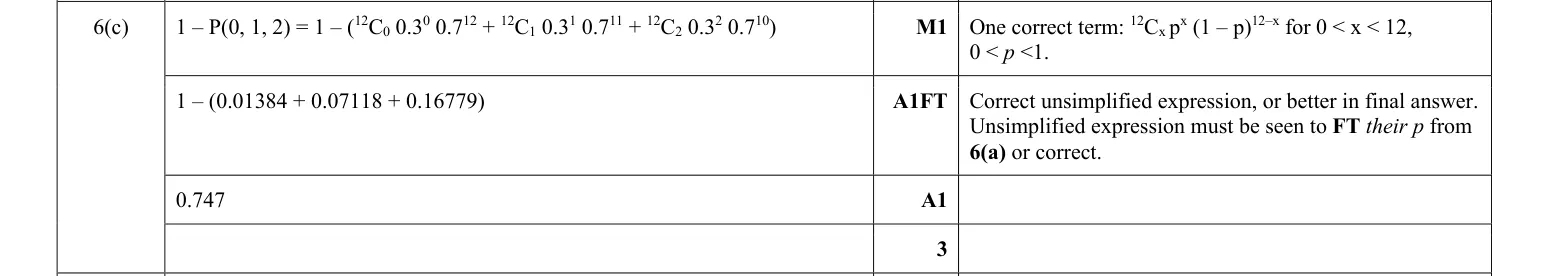 6(c)
1 – P(0, 1, 2) = 1 – (¹²C₀ 0.3⁰ 0.7¹² + ¹²C₁ 0.3¹ 0.7¹¹ + ¹²C₂ 0.3² 0.7¹⁰)
M1
One correct term: ¹²Cₓ pˣ (1 – p)¹²⁻ˣ for 0 < x < 12,
0 < p <1.
1 – (0.01384 + 0.07118 + 0.16779)
A1FT
Correct unsimplified expression, or better in final answer.
Unsimplified expression must be seen to FT their p from
6(a) or correct.
0.747
A1
3